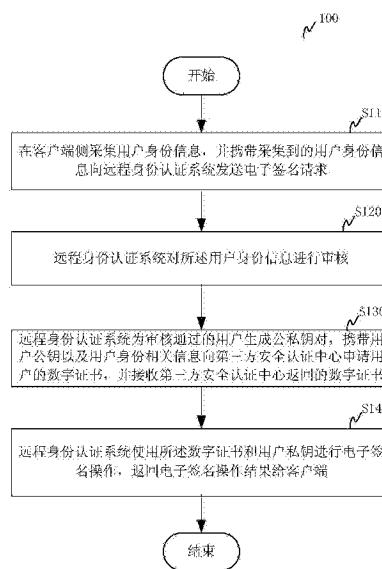 100
开始
S11
在客户端侧采集用户身份信息，并携带采集到的用户身份信
息向远程身份认证系统发送电子签名请求
S120
远程身份认证系统对所述用户身份信息进行审核
S130
远程身份认证系统为审核通过的用户生成公私钥对，携带用
户公钥以及用户身份相关信息向第三方安全认证中心申请用
户的数字证书，并接收第三方安全认证中心返回的数字证书
S14
远程身份认证系统使用所述数字证书和用户私钥进行电子签
名操作，返回电子签名操作结果给客户端
结束